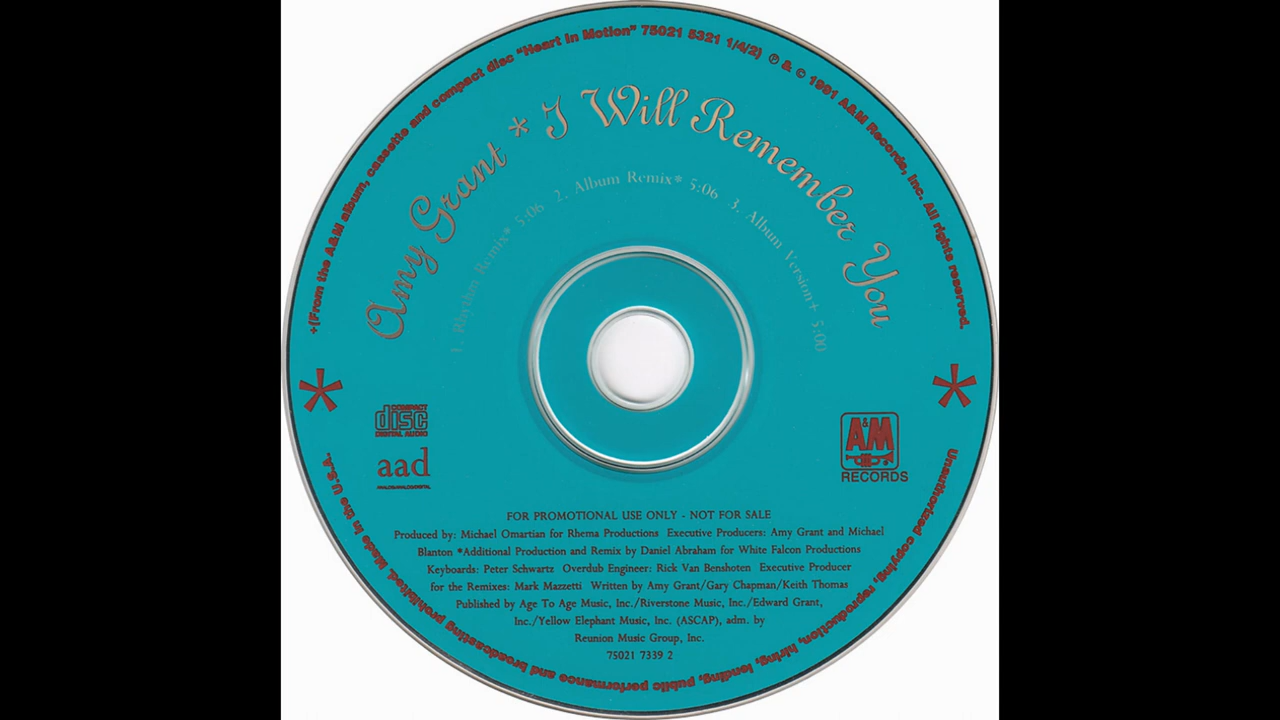 +(From the A&M album, cassette and compact disc "Heart In Motion" 75021 5321 1/4/2) ℗ & © 1991 A&M Records, Inc. All rights reserved.
Amy Grant * I Will Remember You
1. Rhythm Remix* 5:06 2. Album Remix* 5:06 3. Album Version+ 5:00
COMPACT
disc
DIGITAL AUDIO
aad
A&M
RECORDS
FOR PROMOTIONAL USE ONLY - NOT FOR SALE
Produced by: Michael Omartian for Rhema Productions Executive Producers: Amy Grant and Michael
Blanton *Additional Production and Remix by Daniel Abraham for White Falcon Productions
Keyboards: Peter Schwartz Overdub Engineer: Rick Van Benshoten Executive Producer
for the Remixes: Mark Mazzetti Written by Amy Grant/Gary Chapman/Keith Thomas
Published by Age To Age Music, Inc./Riverstone Music, Inc./Edward Grant,
Inc./Yellow Elephant Music, Inc. (ASCAP), adm. by
Reunion Music Group, Inc.
75021 7339 2
Unauthorized copying, reproduction, hiring, lending, public performance and broadcasting prohibited. Made in the U.S.A.